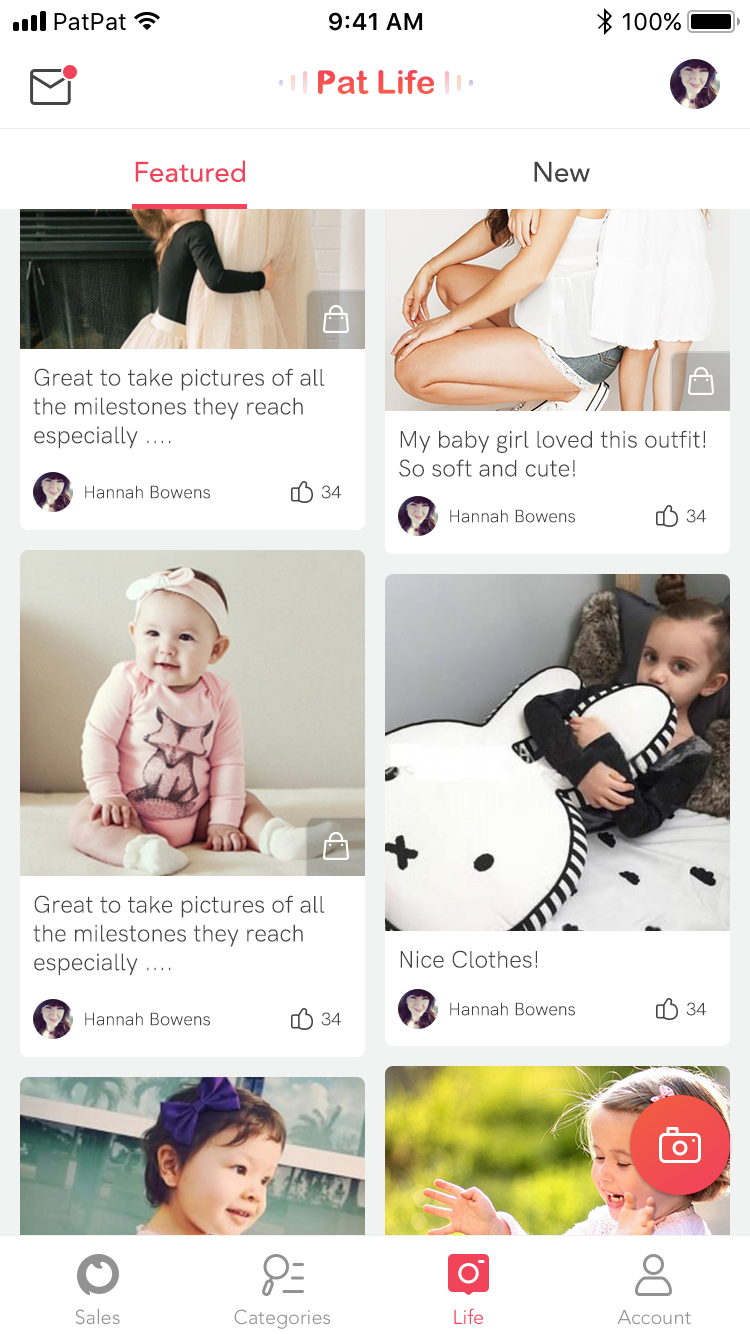 PatPat
9:41 AM
100%
Pat Life
Featured
New
Great to take pictures of all
the milestones they reach
especially ....
Hannah Bowens
34
My baby girl loved this outfit!
So soft and cute!
Hannah Bowens
34
Great to take pictures of all
the milestones they reach
especially ....
Hannah Bowens
34
Nice Clothes!
Hannah Bowens
34
Sales
Categories
Life
Account